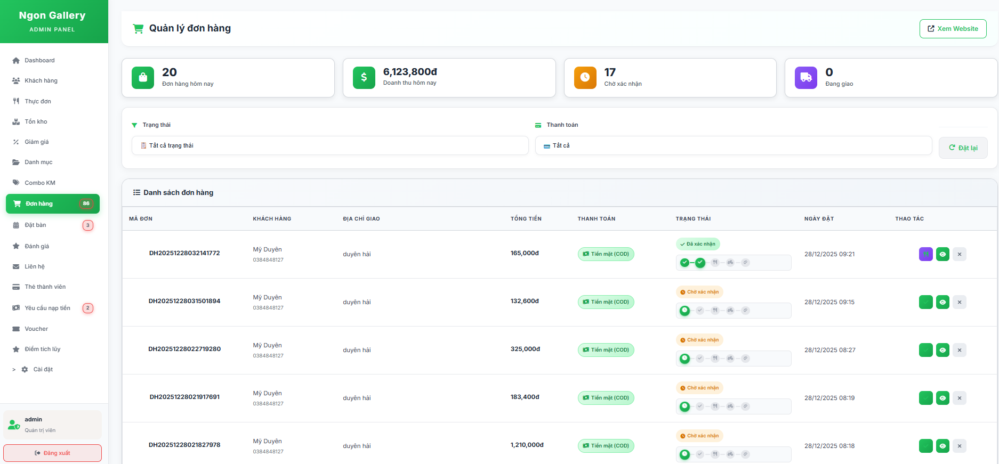 Ngon Gallery
ADMIN PANEL
Dashboard
Khách hàng
Thực đơn
Tồn kho
Giảm giá
Danh mục
Combo KM
Đơn hàng 86
Đặt bàn 3
Đánh giá
Liên hệ
Thẻ thành viên
Yêu cầu nạp tiền 2
Voucher
Điểm tích lũy
> Cài đặt
admin
Quản trị viên
Đăng xuất
Quản lý đơn hàng
Xem Website
20
Đơn hàng hôm nay
6,123,800đ
Doanh thu hôm nay
17
Chờ xác nhận
0
Đang giao
Trạng thái
Tất cả trạng thái
Thanh toán
Tất cả
Đặt lại
Danh sách đơn hàng
MÃ ĐƠN KHÁCH HÀNG ĐỊA CHỈ GIAO TỔNG TIỀN THANH TOÁN TRẠNG THÁI NGÀY ĐẶT THAO TÁC
DH20251228032141772 Mỹ Duyên 0384848127 duyên hải 165,000đ Tiền mặt (COD) Đã xác nhận 28/12/2025 09:21
DH20251228031501894 Mỹ Duyên 0384848127 duyên hải 132,600đ Tiền mặt (COD) Chờ xác nhận 28/12/2025 09:15
DH20251228022719280 Mỹ Duyên 0384848127 duyên hải 325,000đ Tiền mặt (COD) Chờ xác nhận 28/12/2025 08:27
DH20251228021917691 Mỹ Duyên 0384848127 duyên hải 183,400đ Tiền mặt (COD) Chờ xác nhận 28/12/2025 08:19
DH20251228021827978 Mỹ Duyên 0384848127 duyên hải 1,210,000đ Tiền mặt (COD) Chờ xác nhận 28/12/2025 08:18